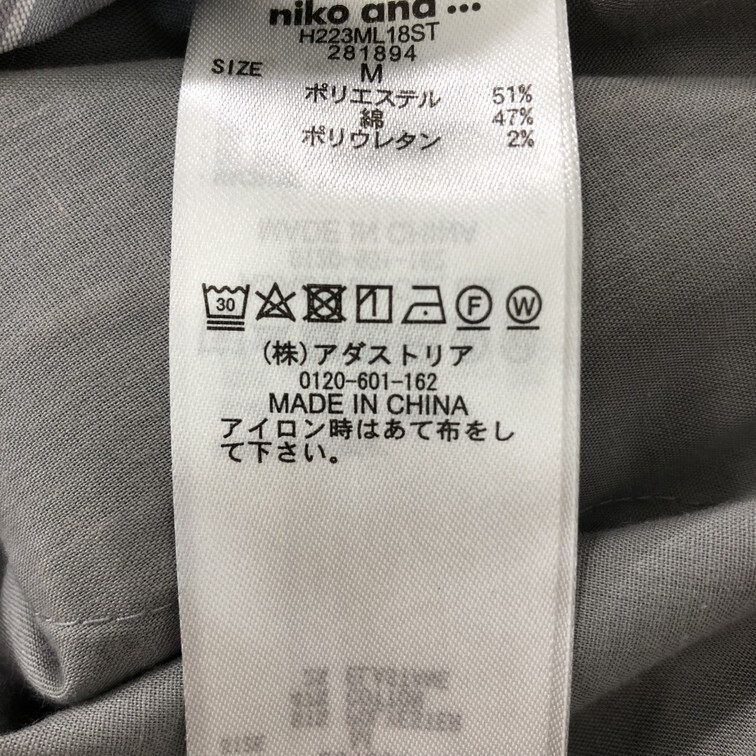 niko and ...
H223ML18ST
281894
SIZE M
ポリエステル 51%
綿 47%
ポリウレタン 2%
30 F W
(株)アダストリア
0120-601-162
MADE IN CHINA
アイロン時はあて布をし
て下さい。